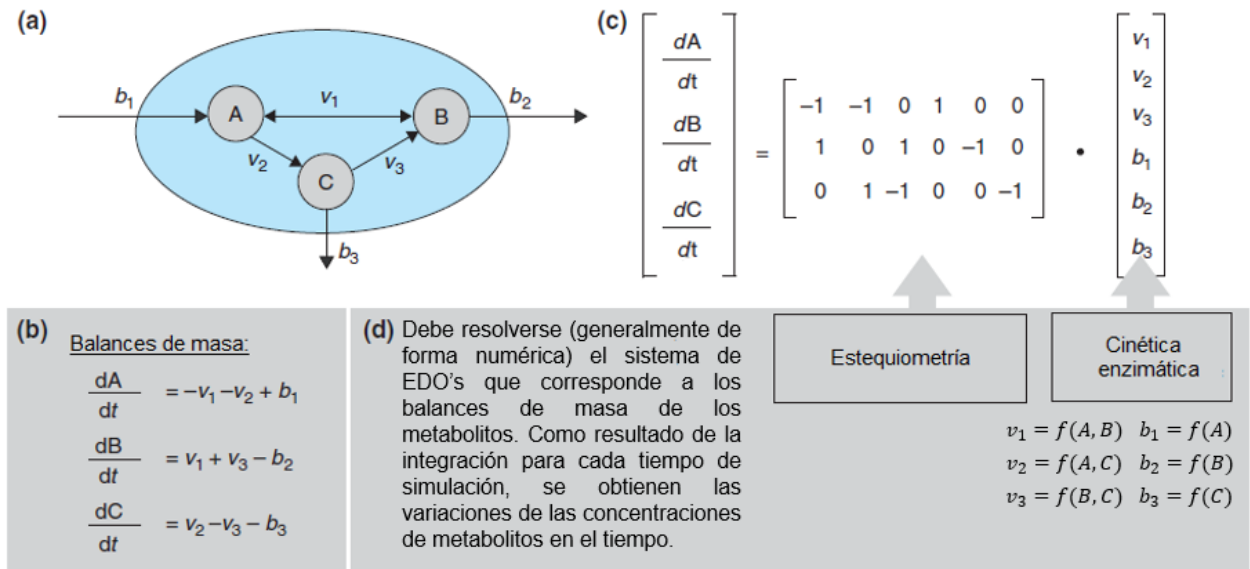 (a)
b₁
A
v₁
B
b₂
v₂
v₃
C
b₃
(b)
Balances de masa:
dA/dt = –v₁ –v₂ + b₁
dB/dt = v₁ + v₃ – b₂
dC/dt = v₂ –v₃ – b₃
(c)
dA/dt
dB/dt
dC/dt
=
–1 –1 0 1 0 0
1 0 1 0 –1 0
0 1 –1 0 0 –1
•
v₁
v₂
v₃
b₁
b₂
b₃
(d) Debe resolverse (generalmente de
forma numérica) el sistema de
EDO's que corresponde a los
balances de masa de los
metabolitos. Como resultado de la
integración para cada tiempo de
simulación, se obtienen las
variaciones de las concentraciones
de metabolitos en el tiempo.
Estequiometría
Cinética
enzimática
v₁ = f(A, B) b₁ = f(A)
v₂ = f(A, C) b₂ = f(B)
v₃ = f(B, C) b₃ = f(C)